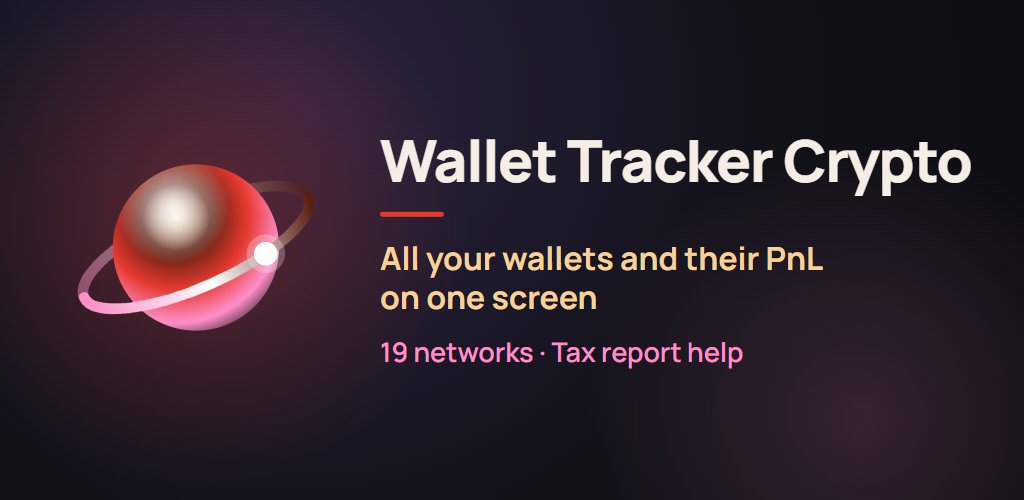 Wallet Tracker Crypto
All your wallets and their PnL
on one screen
19 networks · Tax report help